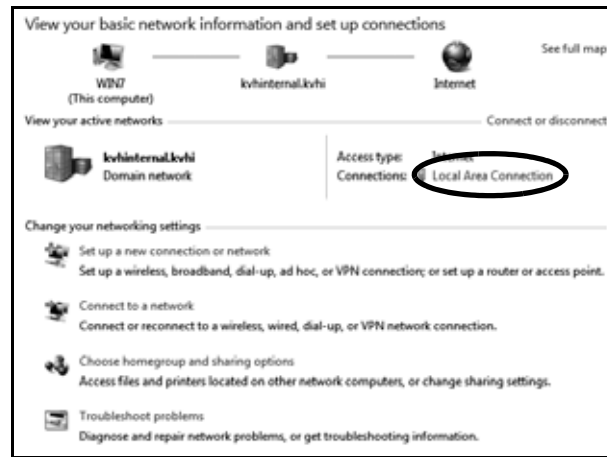 View your basic network information and set up connections
See full map
WIN7
(This computer)
kvhinternal.kvhi
Internet
View your active networks
Connect or disconnect
kvhinternal.kvhi
Domain network
Access type: Internet
Connections: Local Area Connection
Change your networking settings
Set up a new connection or network
Set up a wireless, broadband, dial-up, ad hoc, or VPN connection; or set up a router or access point.
Connect to a network
Connect or reconnect to a wireless, wired, dial-up, or VPN network connection.
Choose homegroup and sharing options
Access files and printers located on other network computers, or change sharing settings.
Troubleshoot problems
Diagnose and repair network problems, or get troubleshooting information.